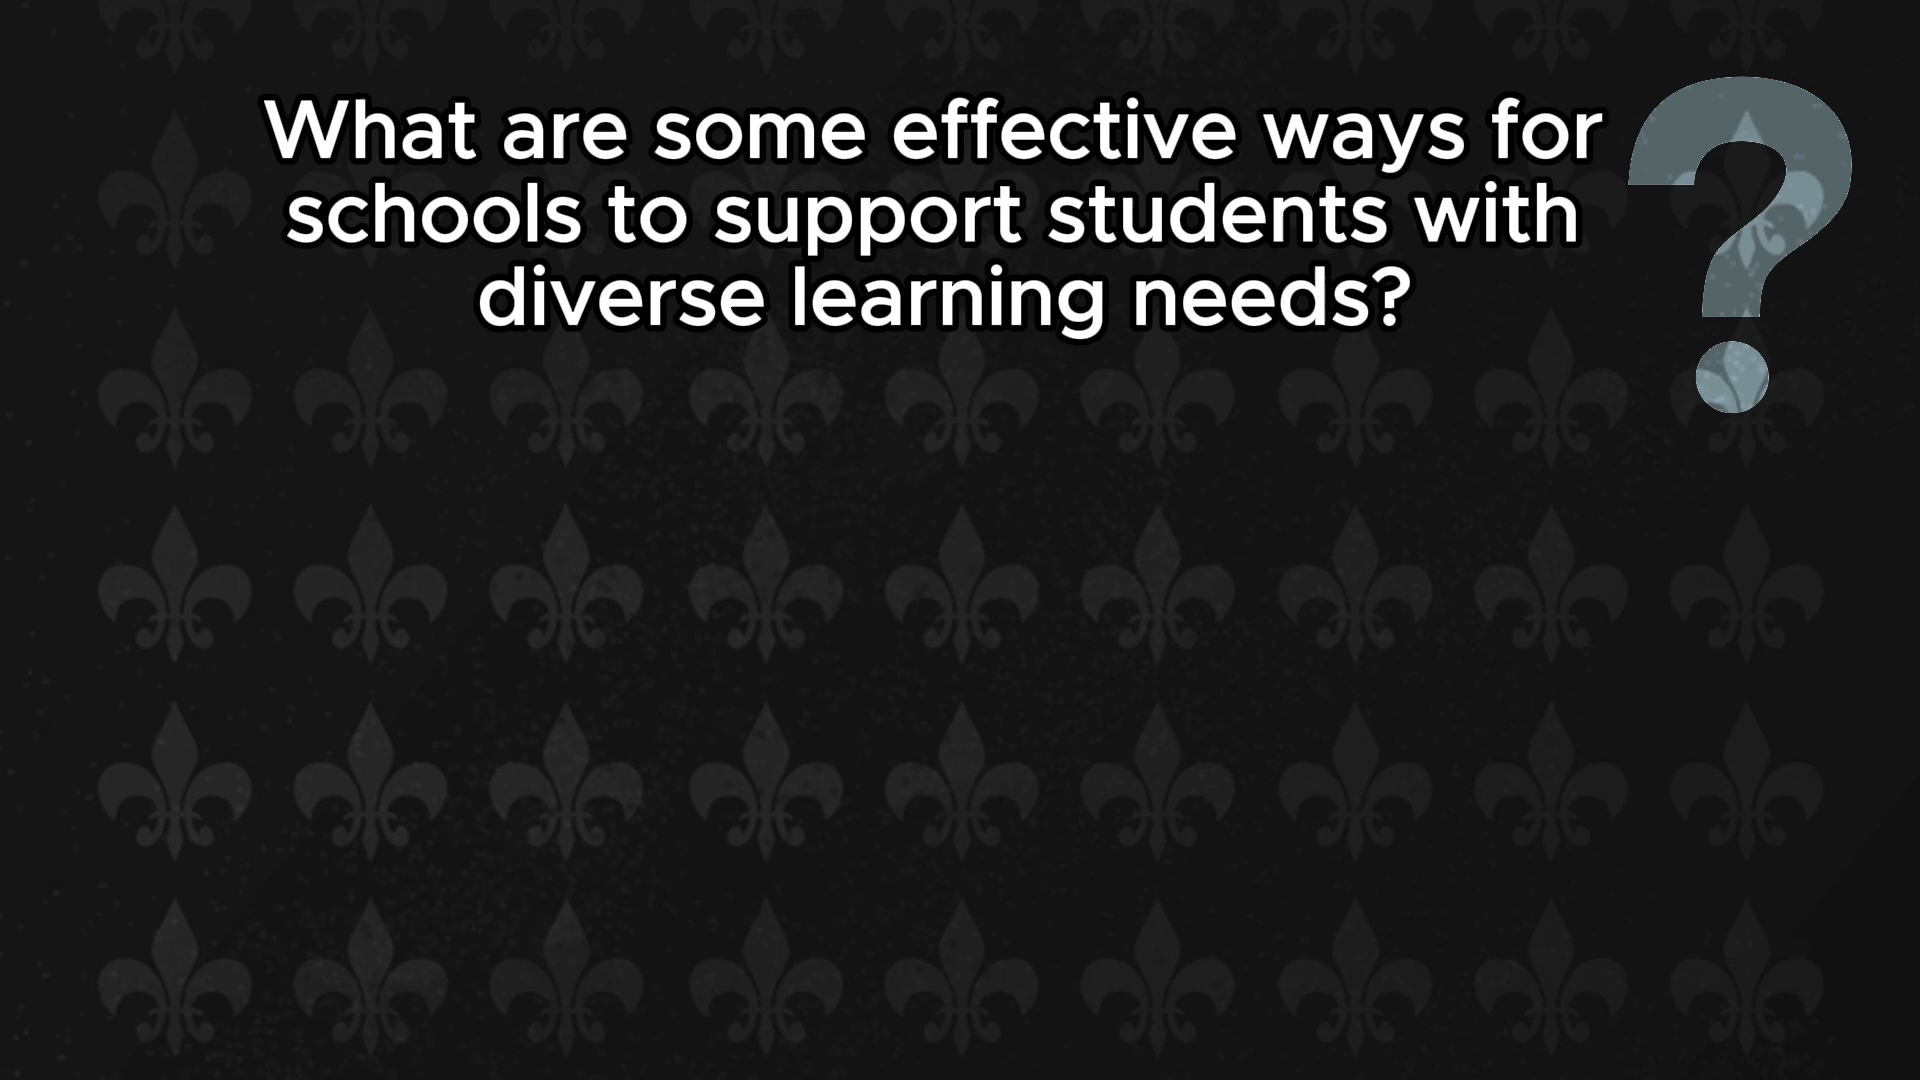 What are some effective ways for
schools to support students with
diverse learning needs?
?